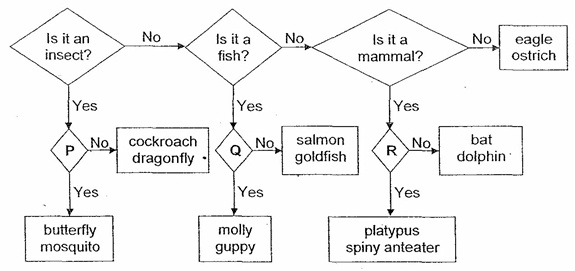 Is it an
insect?
No
Is it a
fish?
No
Is it a
mammal?
No
eagle
ostrich
Yes
Yes
Yes
P
No
cockroach
dragonfly
Q
No
salmon
goldfish
R
No
bat
dolphin
Yes
Yes
Yes
butterfly
mosquito
molly
guppy
platypus
spiny anteater